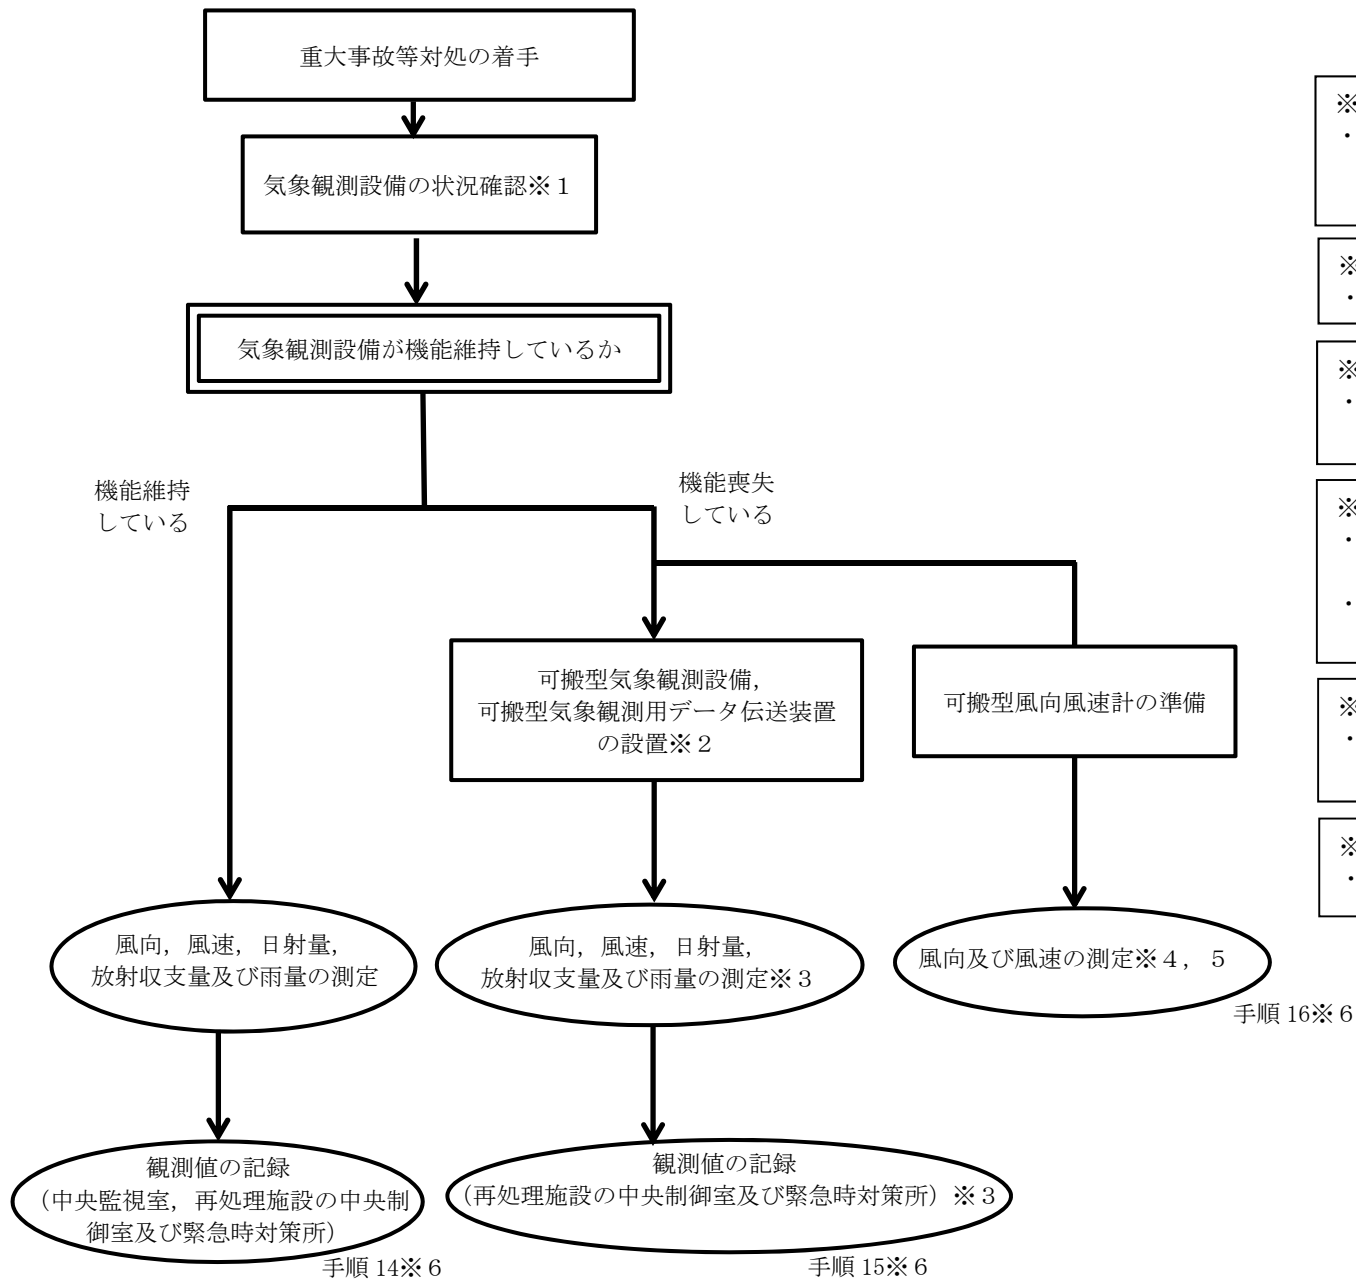 重大事故等対処の着手
気象観測設備の状況確認※１
気象観測設備が機能維持しているか
機能維持
している
機能喪失
している
可搬型気象観測設備，
可搬型気象観測用データ伝送装置
の設置※２
可搬型風向風速計の準備
風向，風速，日射量，
放射収支量及び雨量の測定
風向，風速，日射量，
放射収支量及び雨量の測定※３
風向及び風速の測定※４，５
手順 16※６
観測値の記録
（中央監視室，再処理施設の中央制
御室及び緊急時対策所）
手順 14※６
観測値の記録
（再処理施設の中央制御室及び緊急時対策所）※３
手順 15※６
※
・
※
・
※
・
※
・
・
※
・
※
・